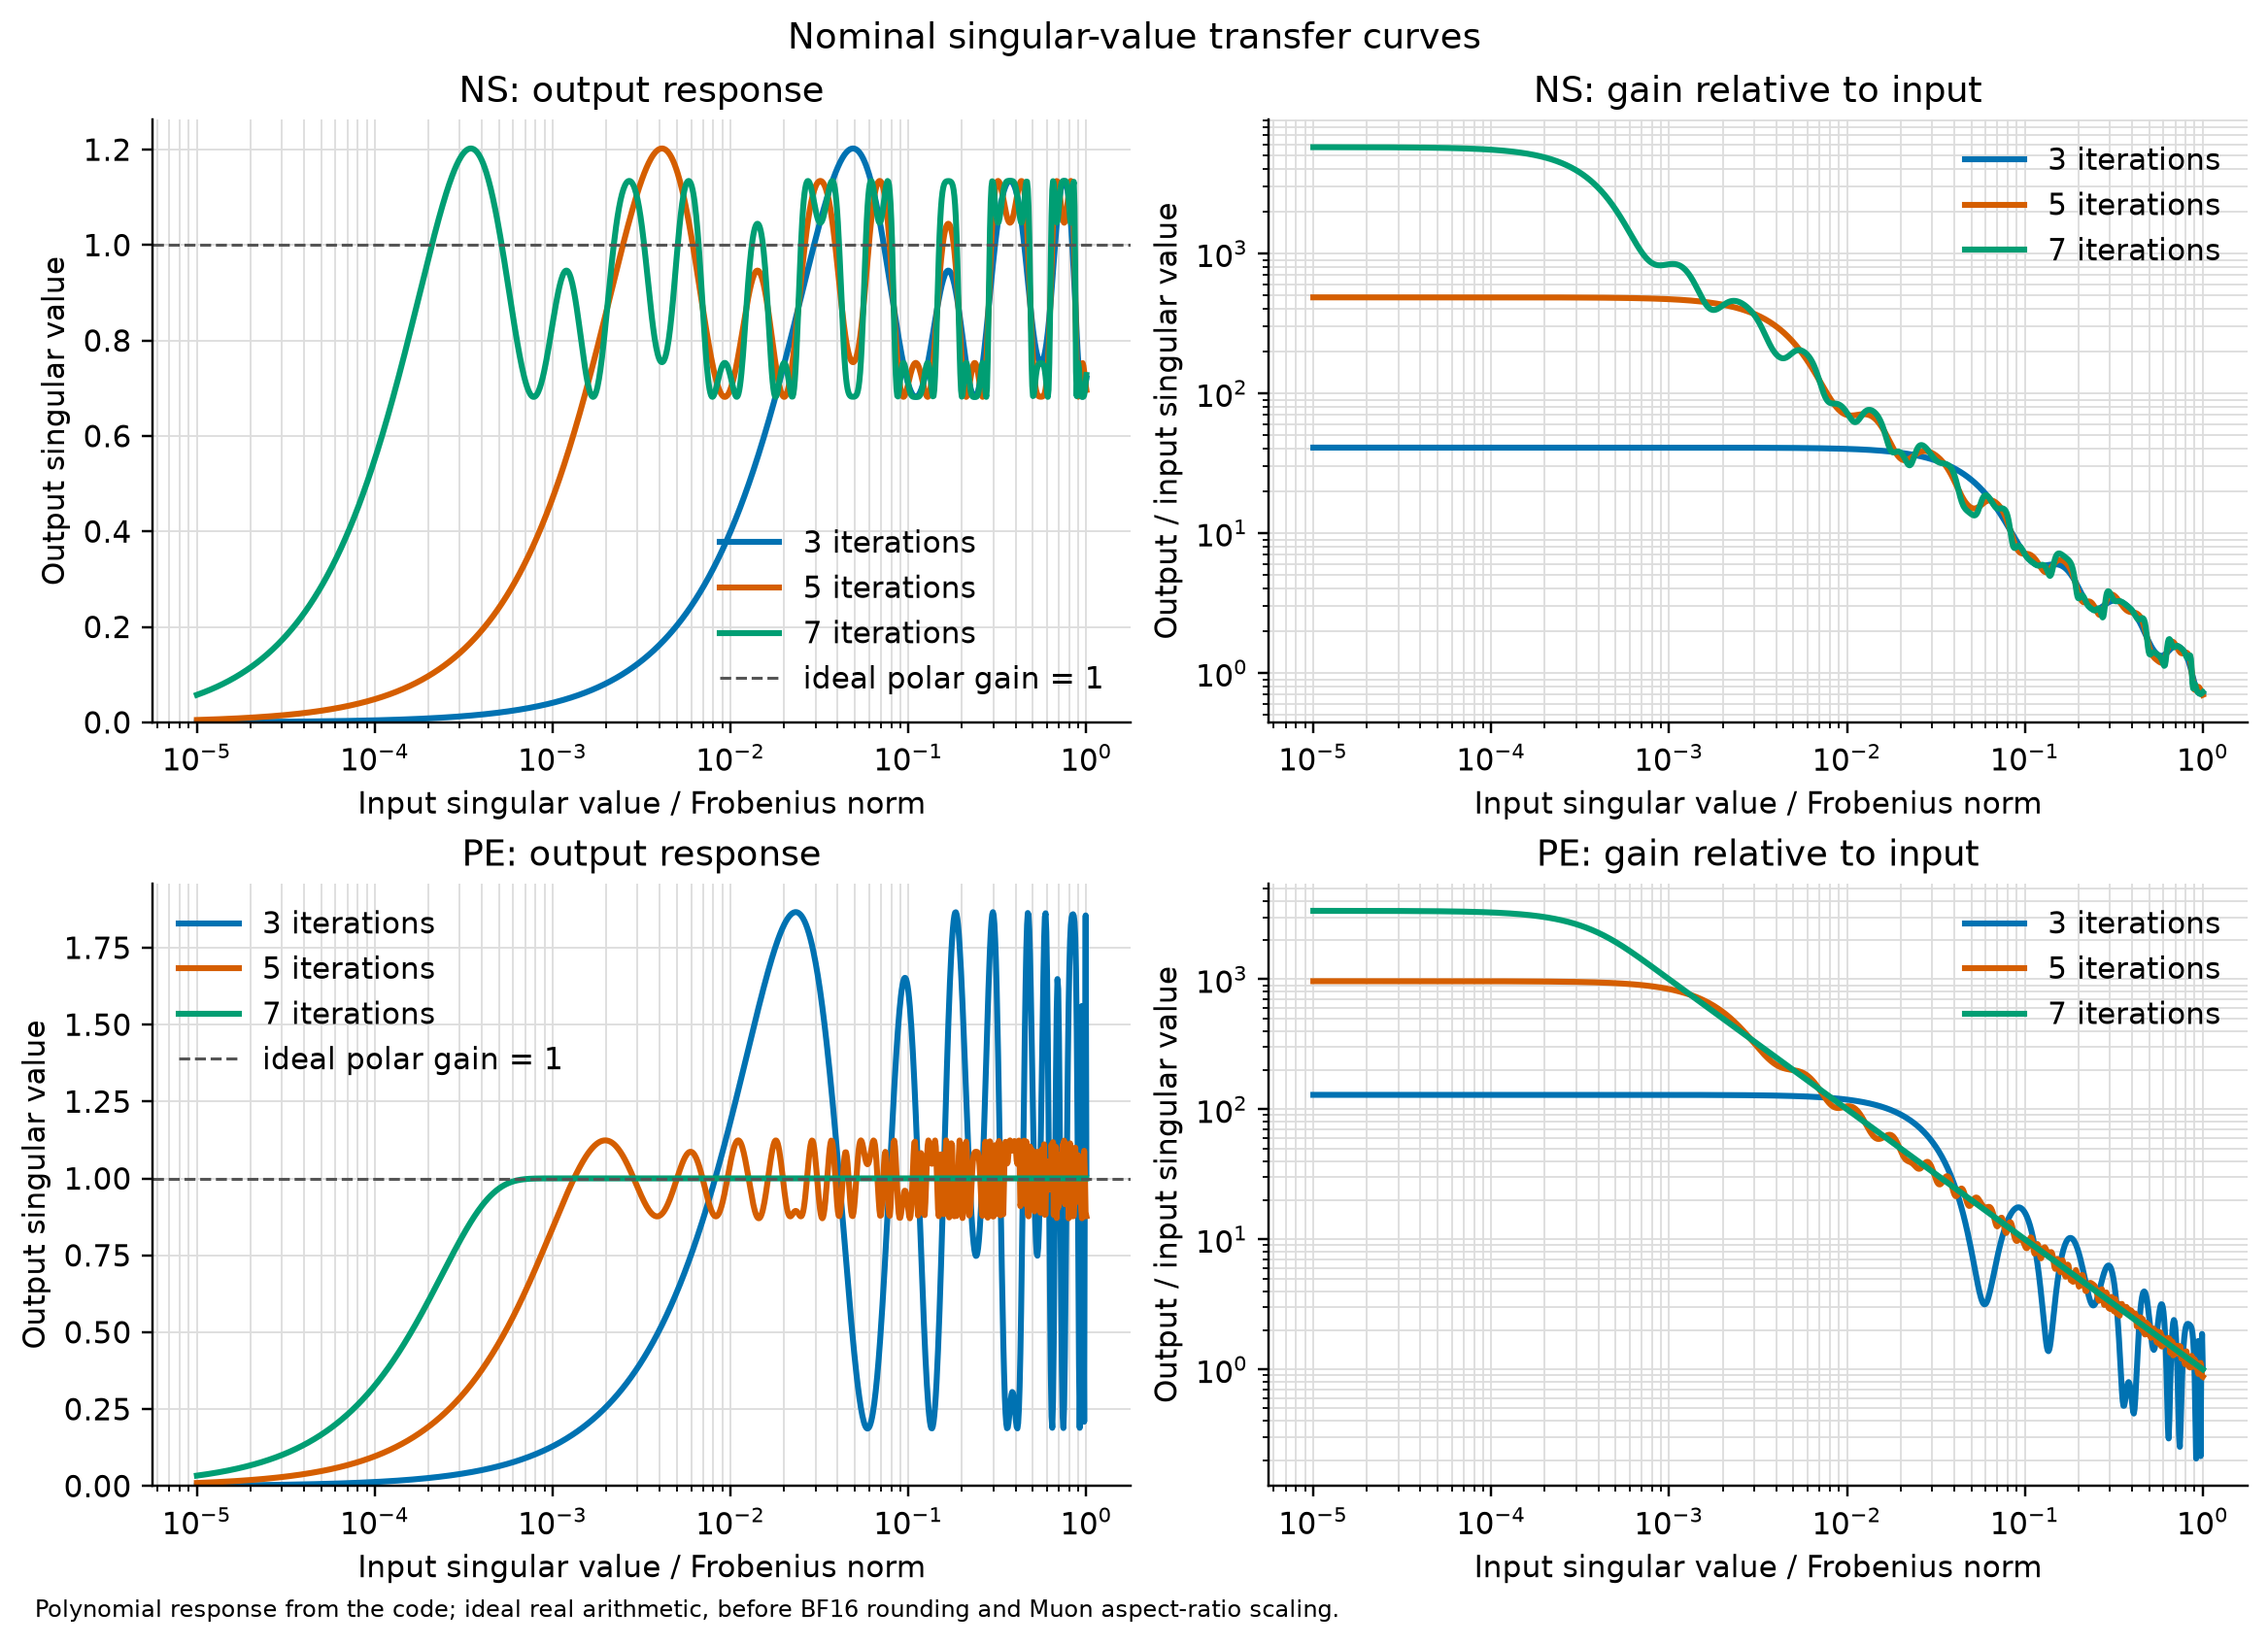 Nominal singular-value transfer curves
NS: output response
Output singular value
1.2
1.0
0.8
0.6
0.4
0.2
0.0
3 iterations
5 iterations
7 iterations
ideal polar gain = 1
10⁻⁵ 10⁻⁴ 10⁻³ 10⁻² 10⁻¹ 10⁰
Input singular value / Frobenius norm
NS: gain relative to input
Output / input singular value
10³
10²
10¹
10⁰
3 iterations
5 iterations
7 iterations
10⁻⁵ 10⁻⁴ 10⁻³ 10⁻² 10⁻¹ 10⁰
Input singular value / Frobenius norm
PE: output response
Output singular value
1.75
1.50
1.25
1.00
0.75
0.50
0.25
0.00
3 iterations
5 iterations
7 iterations
ideal polar gain = 1
10⁻⁵ 10⁻⁴ 10⁻³ 10⁻² 10⁻¹ 10⁰
Input singular value / Frobenius norm
PE: gain relative to input
Output / input singular value
10³
10²
10¹
10⁰
3 iterations
5 iterations
7 iterations
10⁻⁵ 10⁻⁴ 10⁻³ 10⁻² 10⁻¹ 10⁰
Input singular value / Frobenius norm
Polynomial response from the code; ideal real arithmetic, before BF16 rounding and Muon aspect-ratio scaling.